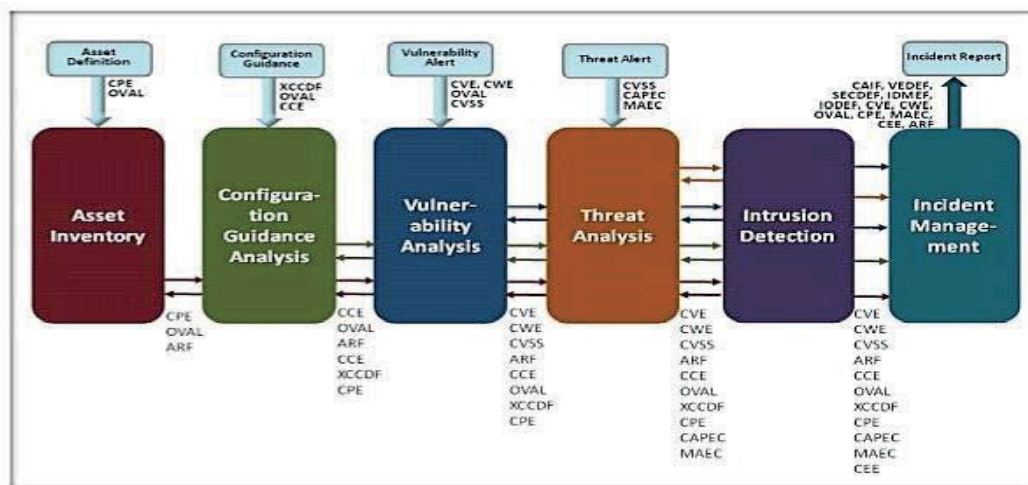 Asset
Definition
CPE
OVAL
Configuration
Guidance
XCCDF
OVAL
CCE
Vulnerability
Alert
CVE, CWE
OVAL
CVSS
Threat Alert
CVSS
CAPEC
MAEC
Incident Report
CAIF, VEDEF,
SECDEF, IDMEF,
IODEF, CVE, CWE,
OVAL, CPE, MAEC,
CEE, ARF
Asset
Inventory
Configura-
tion
Guidance
Analysis
Vulner-
ability
Analysis
Threat
Analysis
Intrusion
Detection
Incident
Manage-
ment
CPE
OVAL
ARF
CCE
OVAL
ARF
CCE
XCCDF
CPE
CVE
CWE
CVSS
ARF
CCE
OVAL
XCCDF
CPE
CVE
CWE
CVSS
ARF
CCE
OVAL
XCCDF
CPE
CAPEC
MAEC
CVE
CWE
CVSS
ARF
CCE
OVAL
XCCDF
CPE
CAPEC
MAEC
CEE